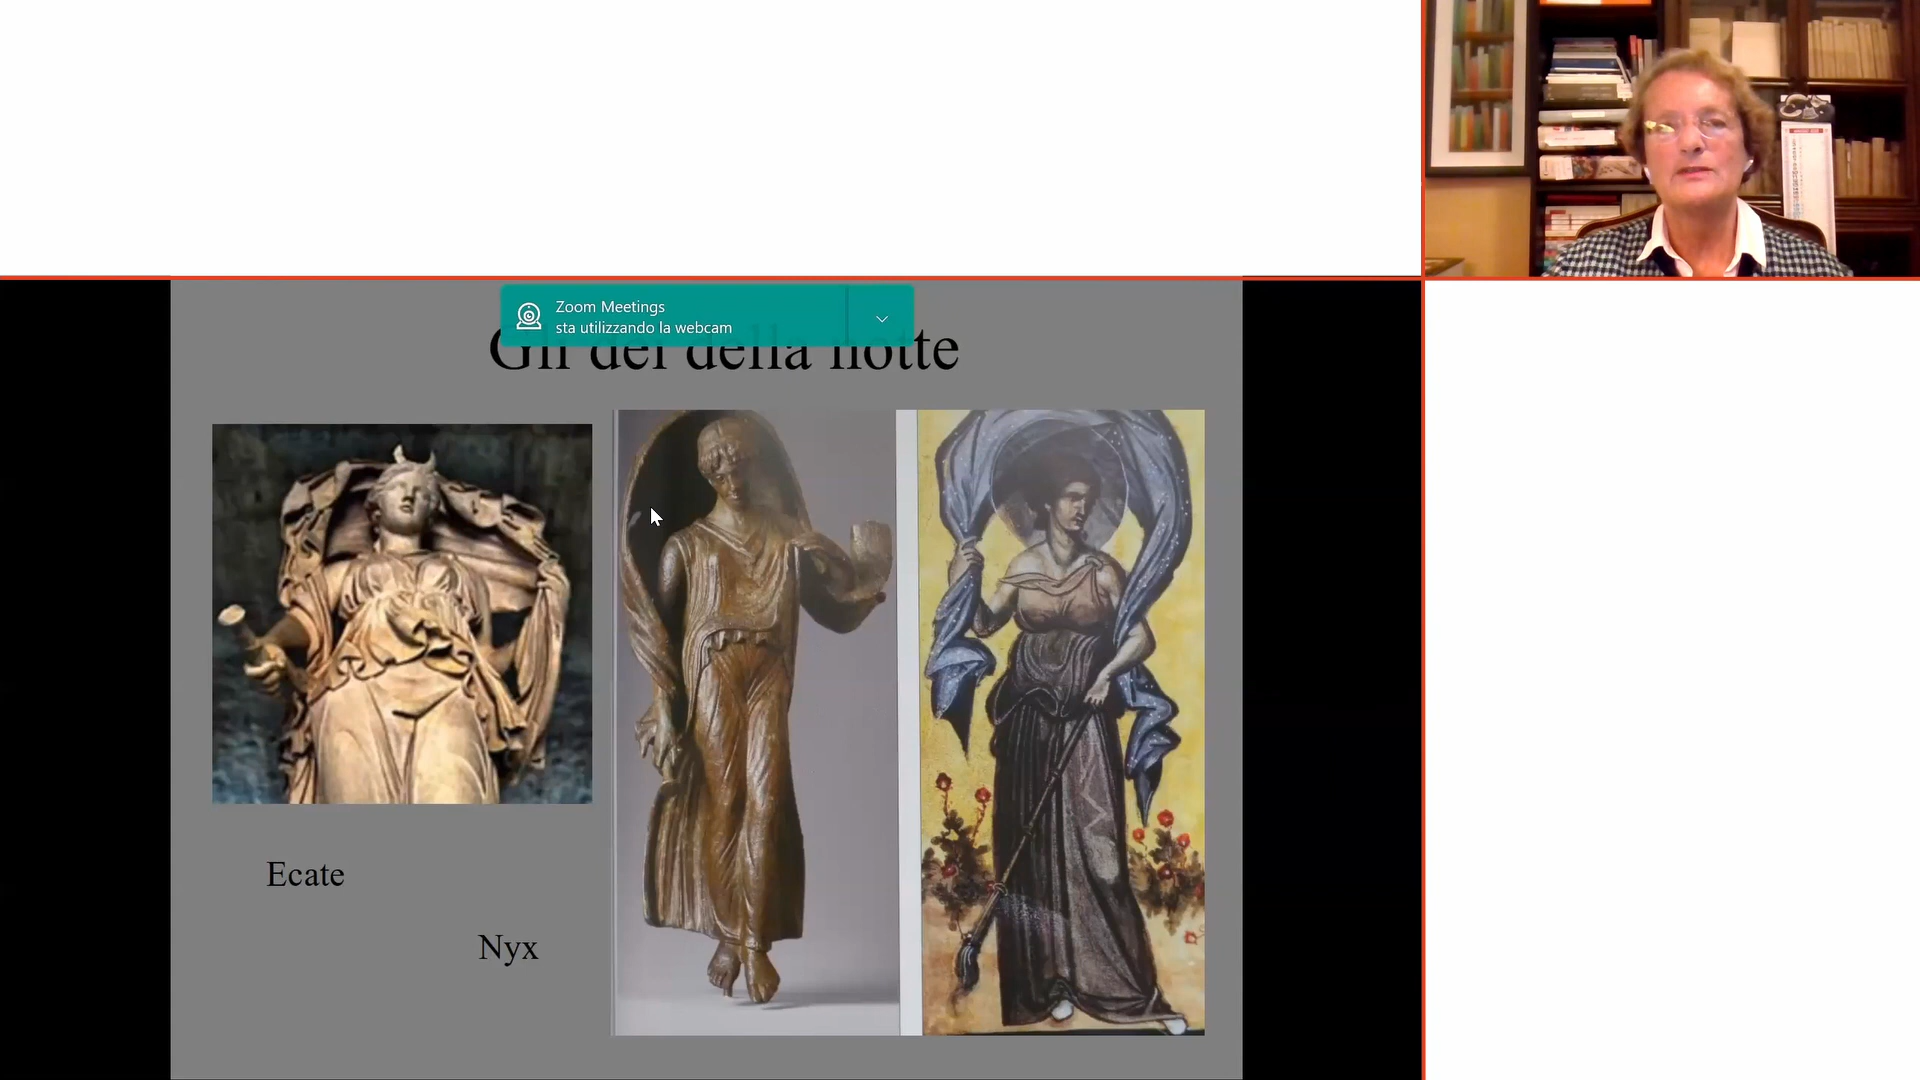 Zoom Meetings
sta utilizzando la webcam
Gli dei della notte
Ecate
Nyx